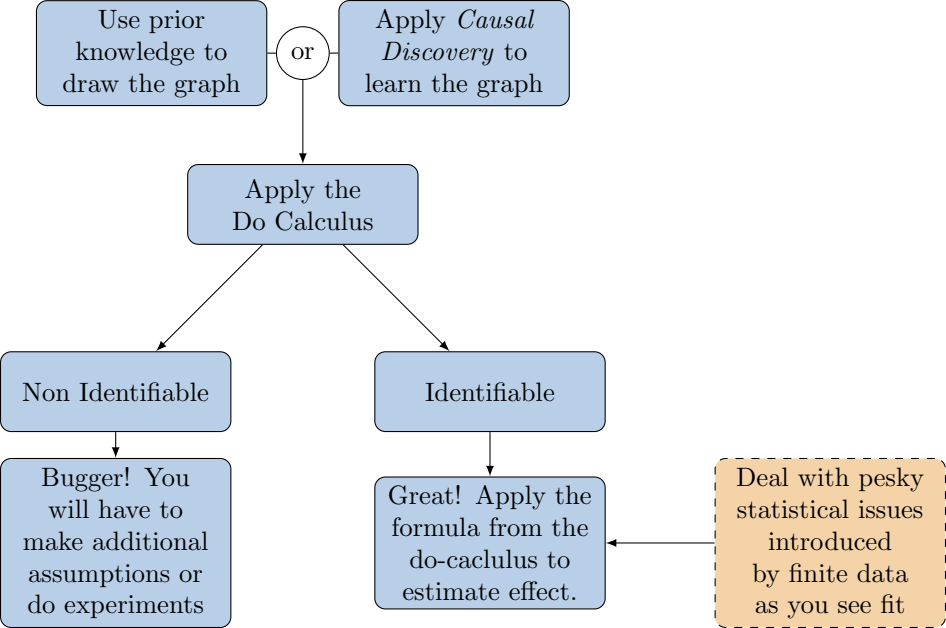 Use prior
knowledge to
draw the graph
or
Apply Causal
Discovery to
learn the graph
Apply the
Do Calculus
Non Identifiable
Identifiable
Bugger! You
will have to
make additional
assumptions or
do experiments
Great! Apply the
formula from the
do-caclulus to
estimate effect.
Deal with pesky
statistical issues
introduced
by finite data
as you see fit